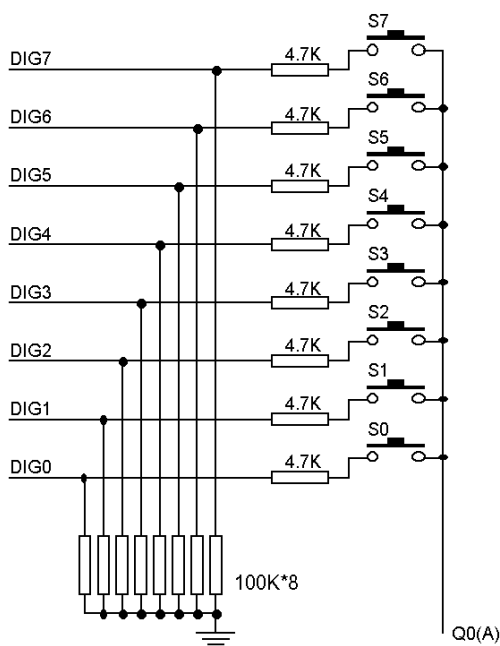 S7
4.7K
DIG7
S6
4.7K
DIG6
S5
4.7K
DIG5
S4
4.7K
DIG4
S3
4.7K
DIG3
S2
4.7K
DIG2
S1
4.7K
DIG1
S0
4.7K
DIG0
100K*8
Q0(A)